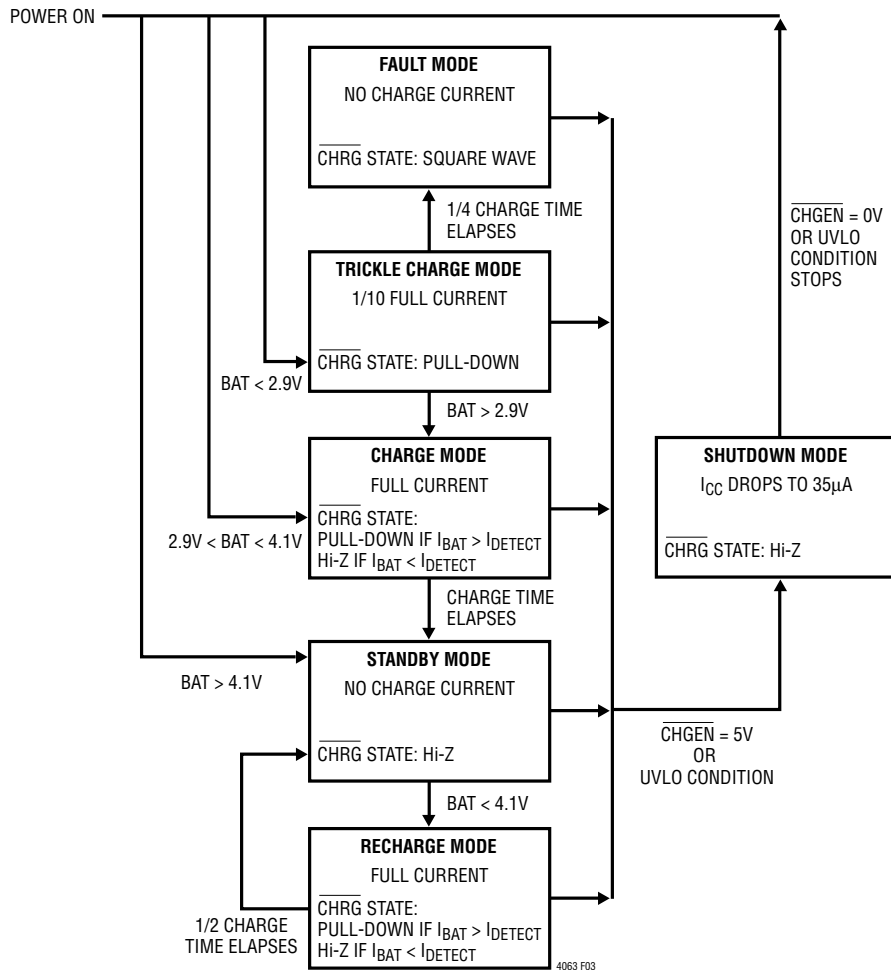 POWER ON
FAULT MODE
NO CHARGE CURRENT
CHRG STATE: SQUARE WAVE
1/4 CHARGE TIME
ELAPSES
TRICKLE CHARGE MODE
1/10 FULL CURRENT
CHRG STATE: PULL-DOWN
BAT < 2.9V
BAT > 2.9V
CHARGE MODE
FULL CURRENT
CHRG STATE:
PULL-DOWN IF IBAT > IDETECT
Hi-Z IF IBAT < IDETECT
2.9V < BAT < 4.1V
CHARGE TIME
ELAPSES
STANDBY MODE
NO CHARGE CURRENT
CHRG STATE: Hi-Z
BAT > 4.1V
BAT < 4.1V
RECHARGE MODE
FULL CURRENT
CHRG STATE:
PULL-DOWN IF IBAT > IDETECT
Hi-Z IF IBAT < IDETECT
1/2 CHARGE
TIME ELAPSES
CHGEN = 0V
OR UVLO
CONDITION
STOPS
SHUTDOWN MODE
ICC DROPS TO 35µA
CHRG STATE: Hi-Z
CHGEN = 5V
OR
UVLO CONDITION
4063 F03